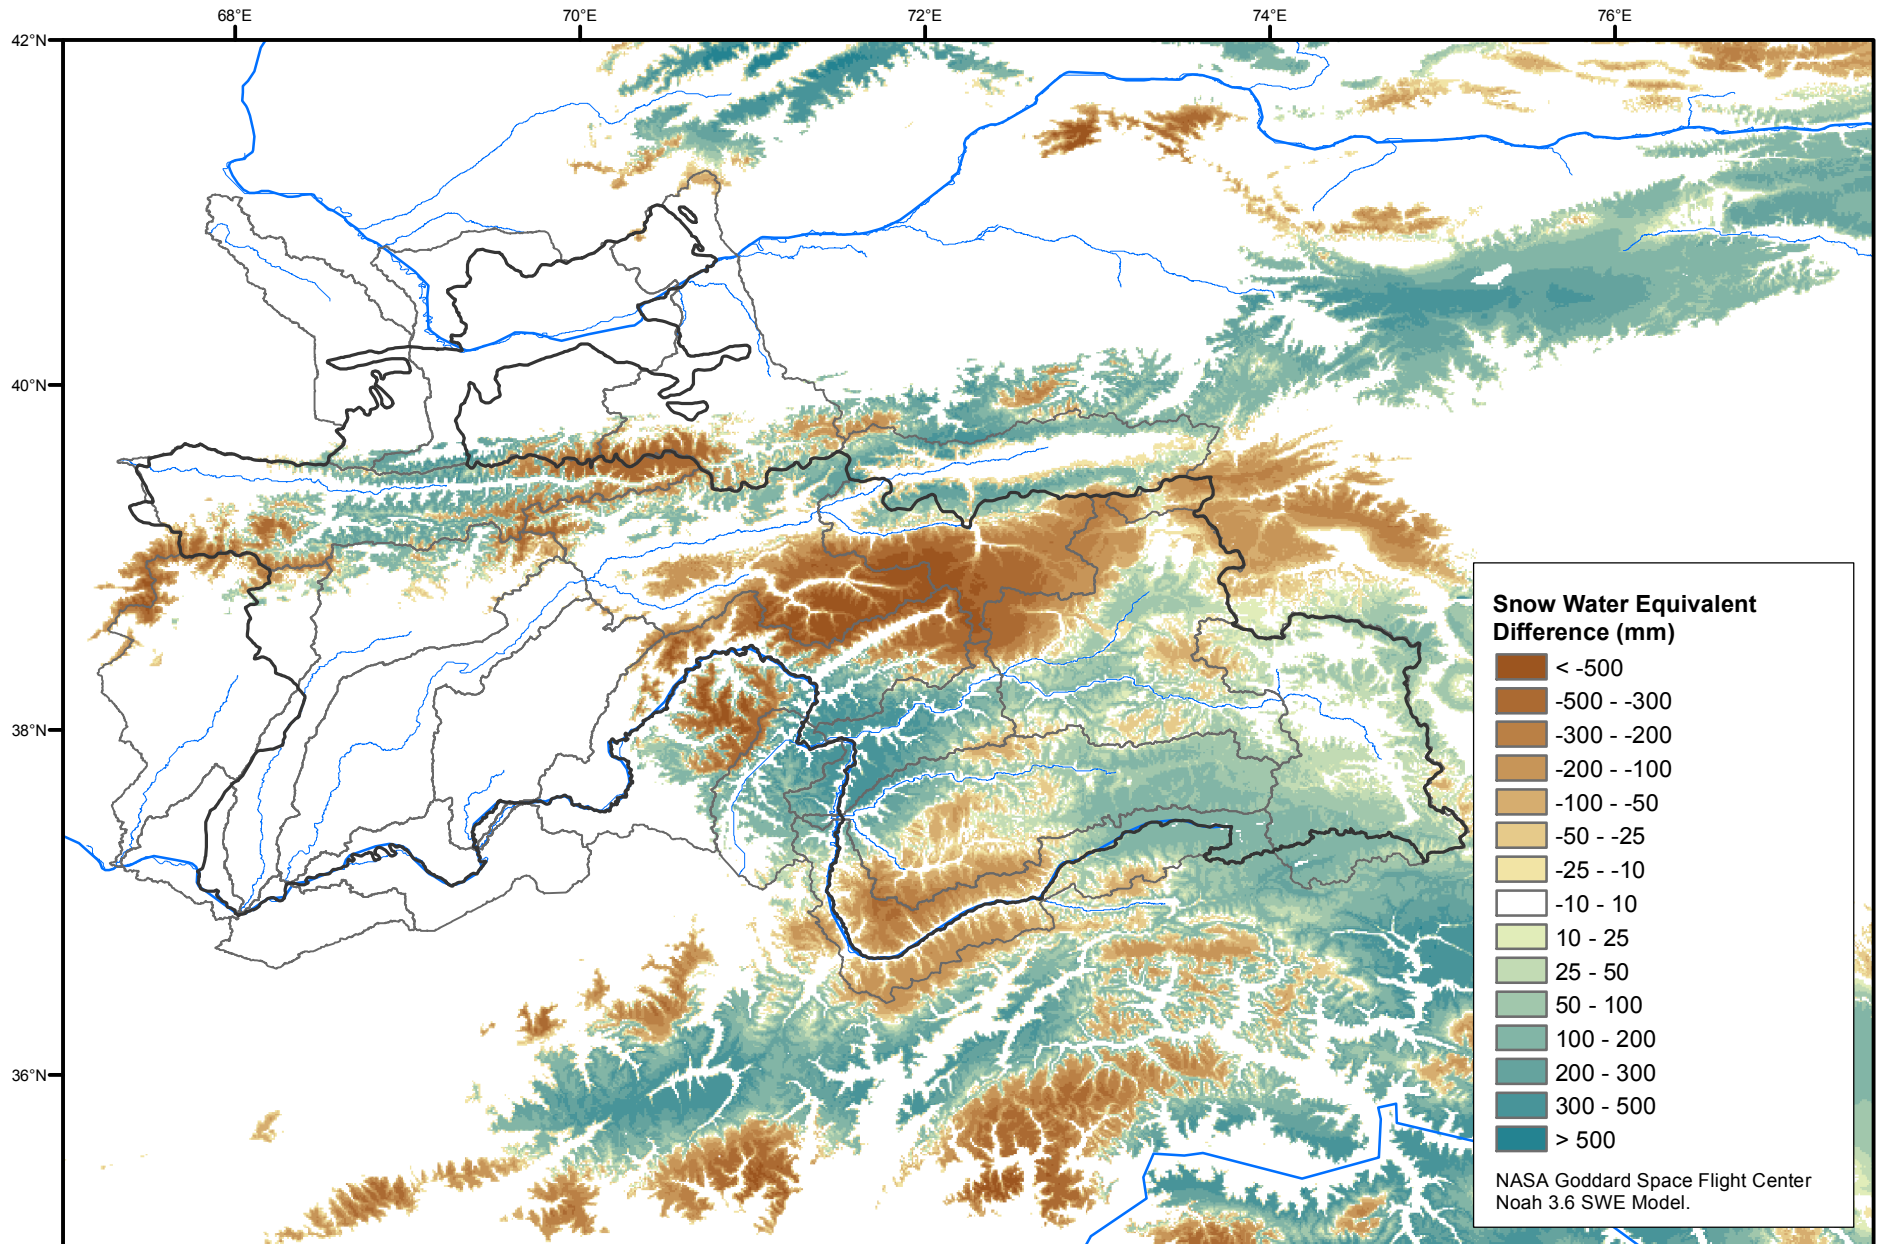 68°E
70°E
72°E
74°E
76°E
42°N
40°N
38°N
36°N
Snow Water Equivalent
Difference (mm)
< -500
-500 - -300
-300 - -200
-200 - -100
-100 - -50
-50 - -25
-25 - -10
-10 - 10
10 - 25
25 - 50
50 - 100
100 - 200
200 - 300
300 - 500
> 500
NASA Goddard Space Flight Center
Noah 3.6 SWE Model.